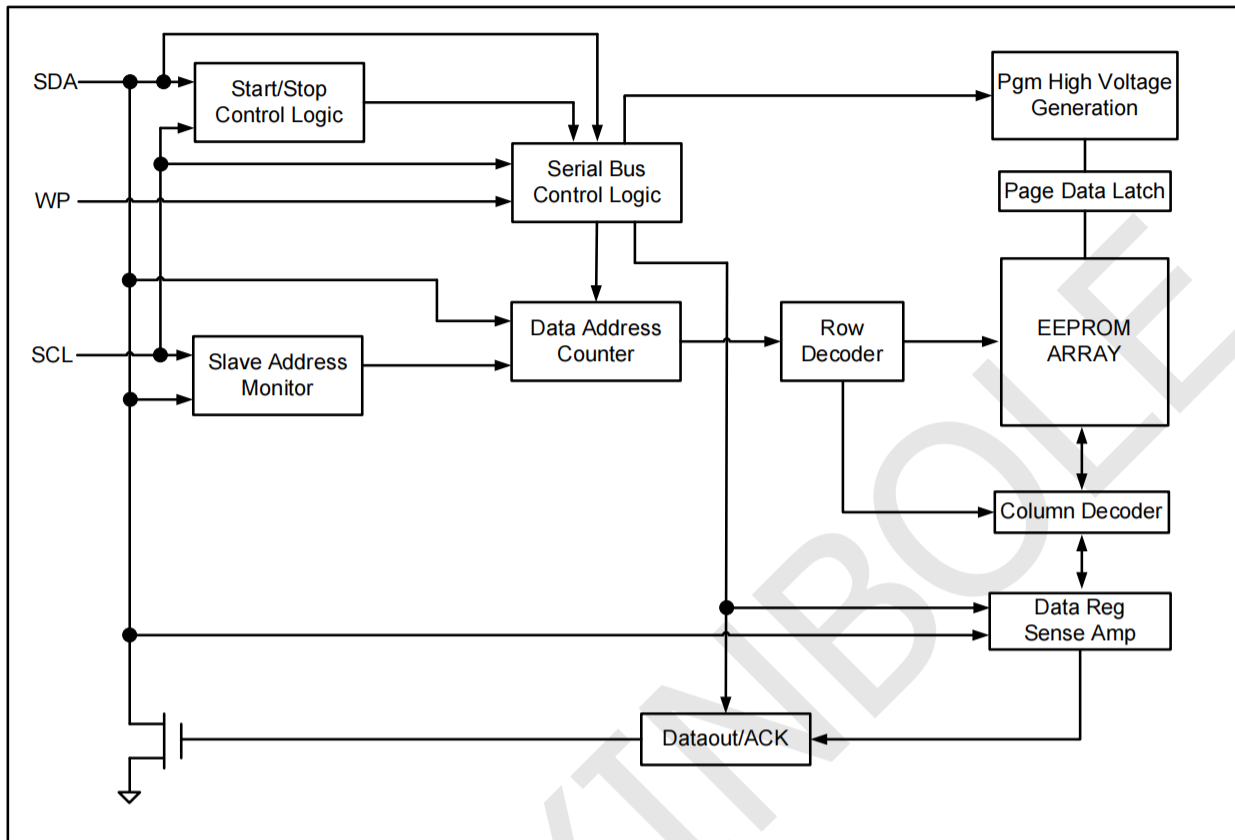 SDA
Start/Stop
Control Logic
Pgm High Voltage
Generation
Serial Bus
Control Logic
WP
Page Data Latch
EEPROM
ARRAY
Data Address
Counter
Row
Decoder
SCL
Slave Address
Monitor
Column Decoder
Data Reg
Sense Amp
Dataout/ACK